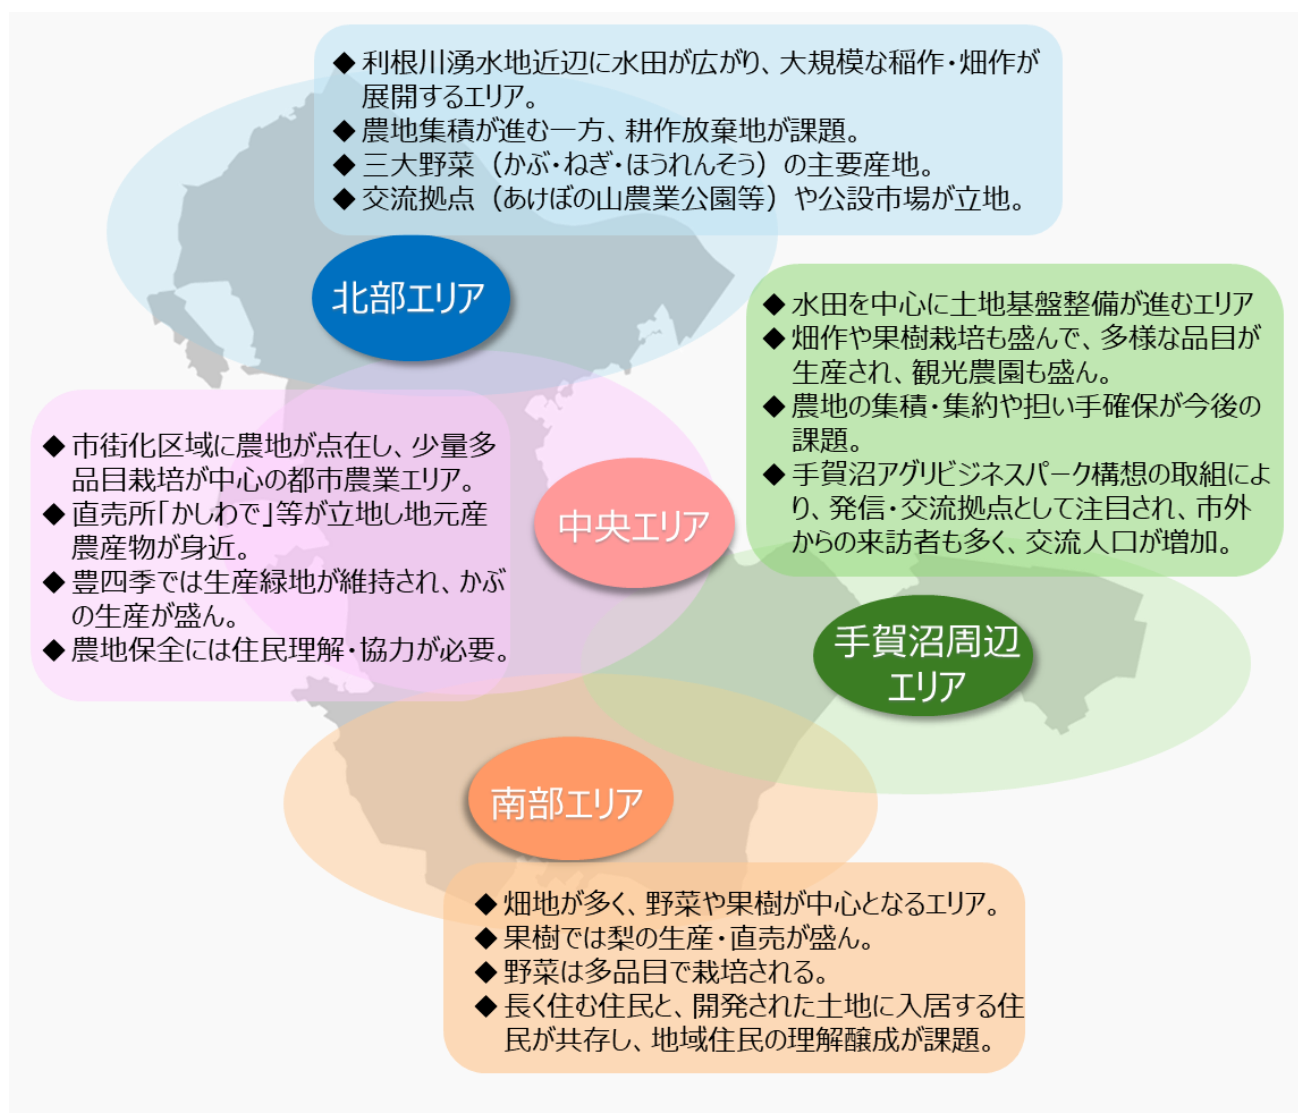 ◆ 利根川湧水地近辺に水田が広がり、大規模な稲作・畑作が
展開するエリア。
◆ 農地集積が進む一方、耕作放棄地が課題。
◆ 三大野菜（かぶ・ねぎ・ほうれんそう）の主要産地。
◆ 交流拠点（あけぼの山農業公園等）や公設市場が立地。
北部エリア
◆ 水田を中心に土地基盤整備が進むエリア
◆ 畑作や果樹栽培も盛んで、多様な品目が
生産され、観光農園も盛ん。
◆ 農地の集積・集約や担い手確保が今後の
課題。
◆ 手賀沼アグリビジネスパーク構想の取組によ
り、発信・交流拠点として注目され、市外
からの来訪者も多く、交流人口が増加。
◆ 市街化区域に農地が点在し、少量多
品目栽培が中心の都市農業エリア。
◆ 直売所「かしわで」等が立地し地元産
農産物が身近。
◆ 豊四季では生産緑地が維持され、かぶ
の生産が盛ん。
◆ 農地保全には住民理解・協力が必要。
中央エリア
手賀沼周辺
エリア
南部エリア
◆ 畑地が多く、野菜や果樹が中心となるエリア。
◆ 果樹では梨の生産・直売が盛ん。
◆ 野菜は多品目で栽培される。
◆ 長く住む住民と、開発された土地に入居する住
民が共存し、地域住民の理解醸成が課題。